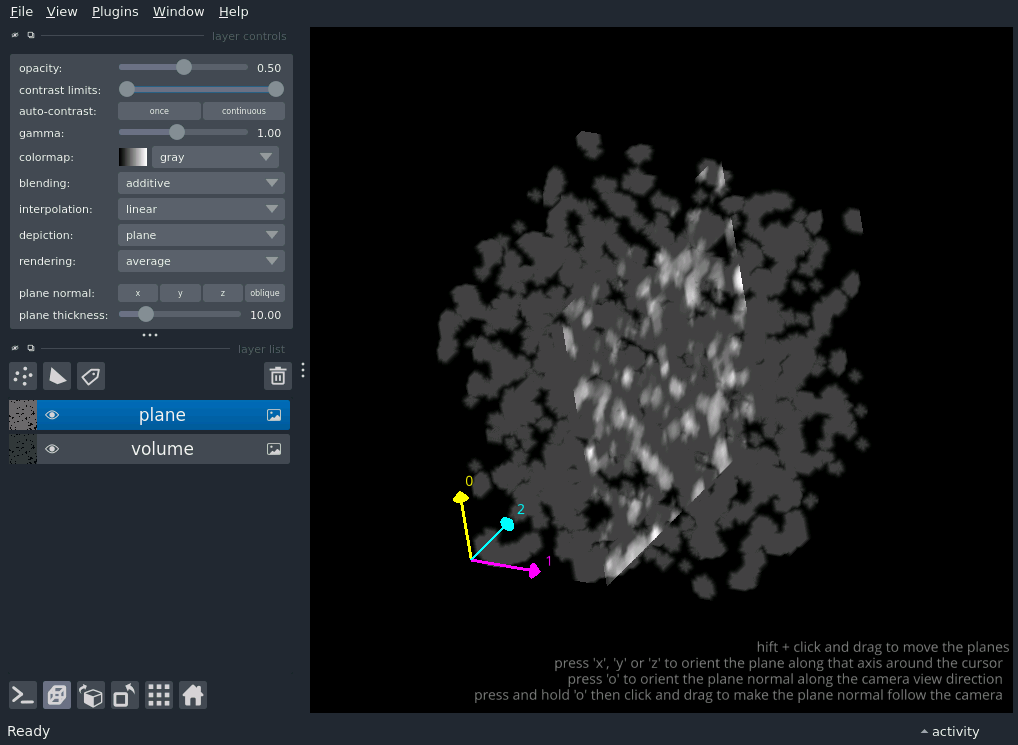 File View Plugins Window Help
layer controls
opacity: 0.50
contrast limits:
auto-contrast: once continuous
gamma: 1.00
colormap: gray
blending: additive
interpolation: linear
depiction: plane
rendering: average
plane normal: x y z oblique
plane thickness: 10.00
layer list
plane
volume
0
2
1
hift + click and drag to move the planes
press 'x', 'y' or 'z' to orient the plane along that axis around the cursor
press 'o' to orient the plane normal along the camera view direction
press and hold 'o' then click and drag to make the plane normal follow the camera
Ready activity